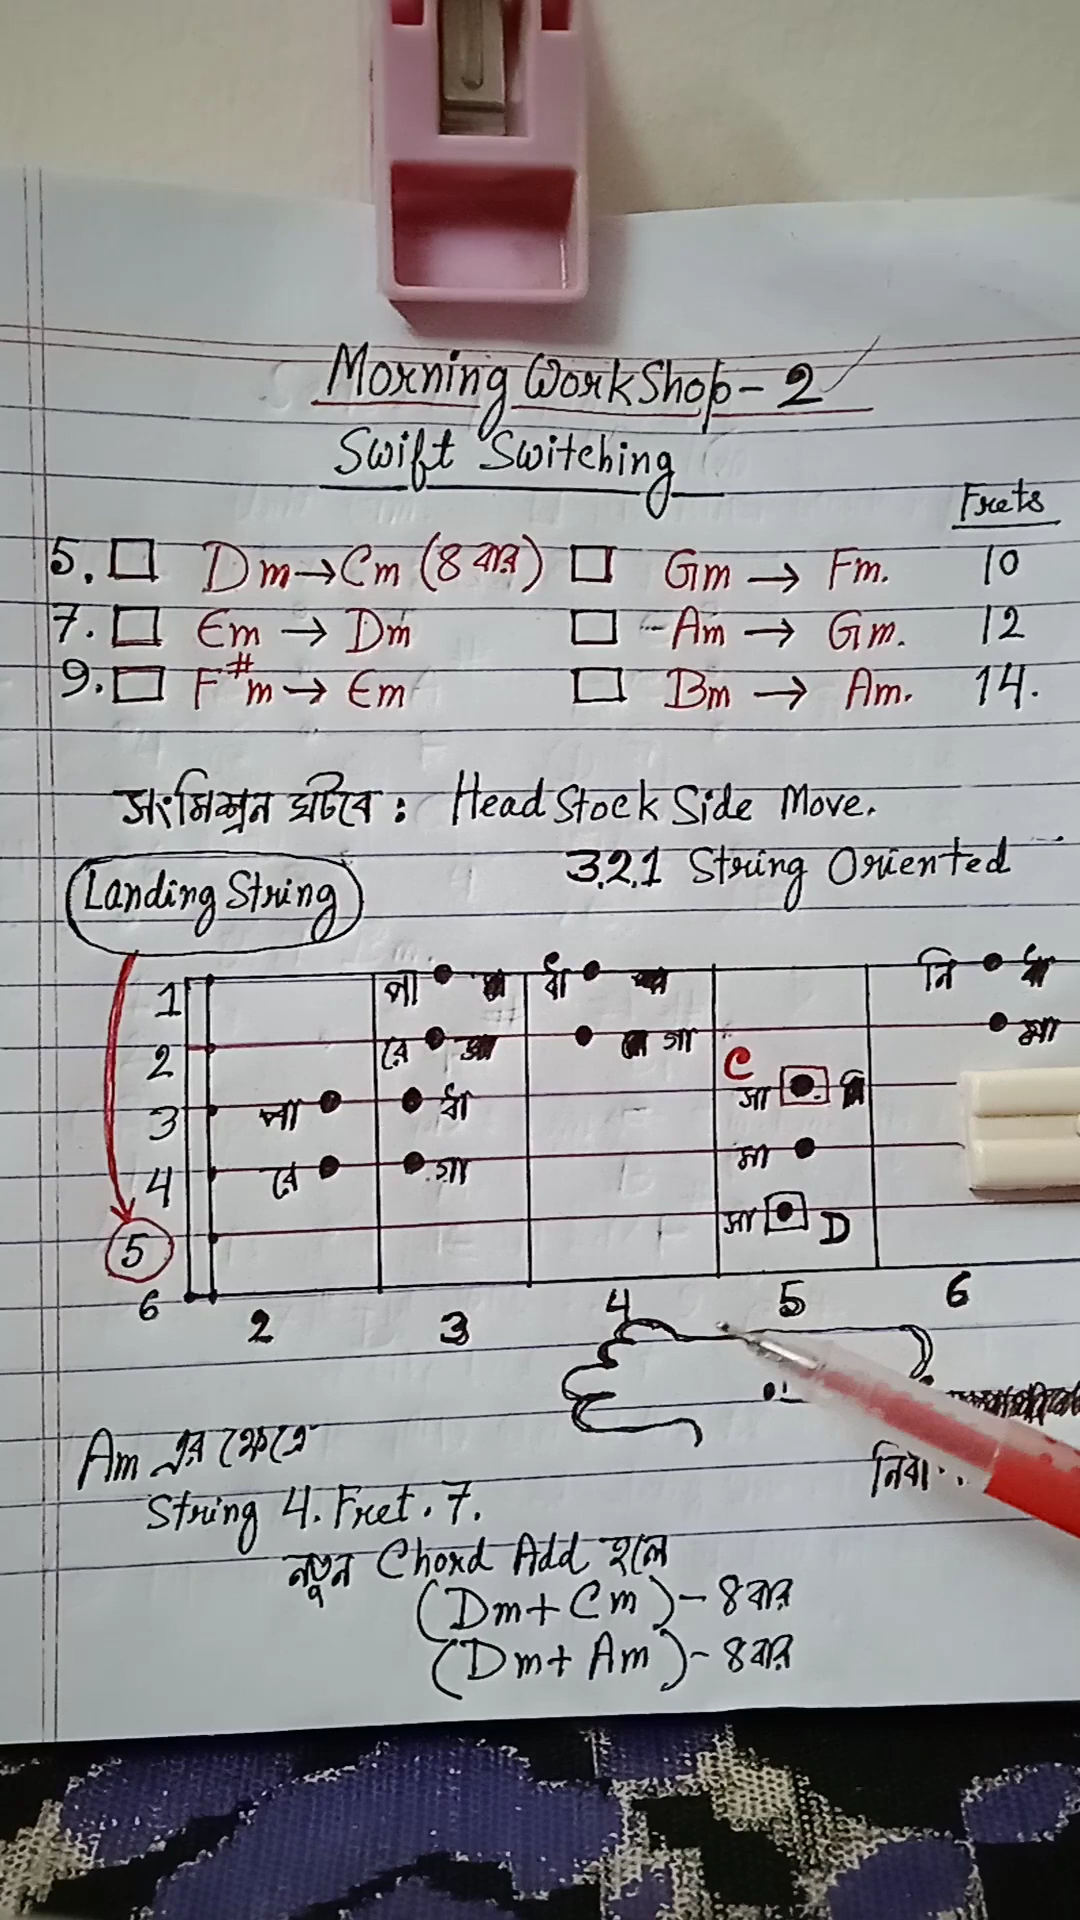 Morning WorkShop - 2
Swift Switching
Frets
5. Dm → Cm (8 বার) Gm → Fm. 10
7. Em → Dm Am → Gm. 12
9. F#m → Em Bm → Am. 14.
সংমিশ্রন ঘটবে : Head Stock Side Move.
Landing String 3,2,1 String Oriented
1 পা ধা নি
2 রে গা মা
C
3 পা ধা সা
4 রে গা মা
5 সা D
6
2 3 4 5 6
Am এর ক্ষেত্রে
String 4. Fret. 7.
নতুন Chord Add হলে
(Dm + Cm) - 8 বার
(Dm + Am) - 8 বার